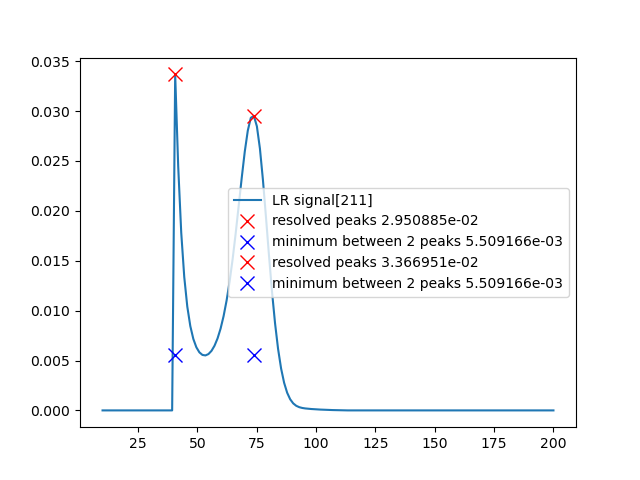 0.035
0.030
0.025
0.020
0.015
0.010
0.005
0.000
LR signal[211]
resolved peaks 2.950885e-02
minimum between 2 peaks 5.509166e-03
resolved peaks 3.366951e-02
minimum between 2 peaks 5.509166e-03
25 50 75 100 125 150 175 200